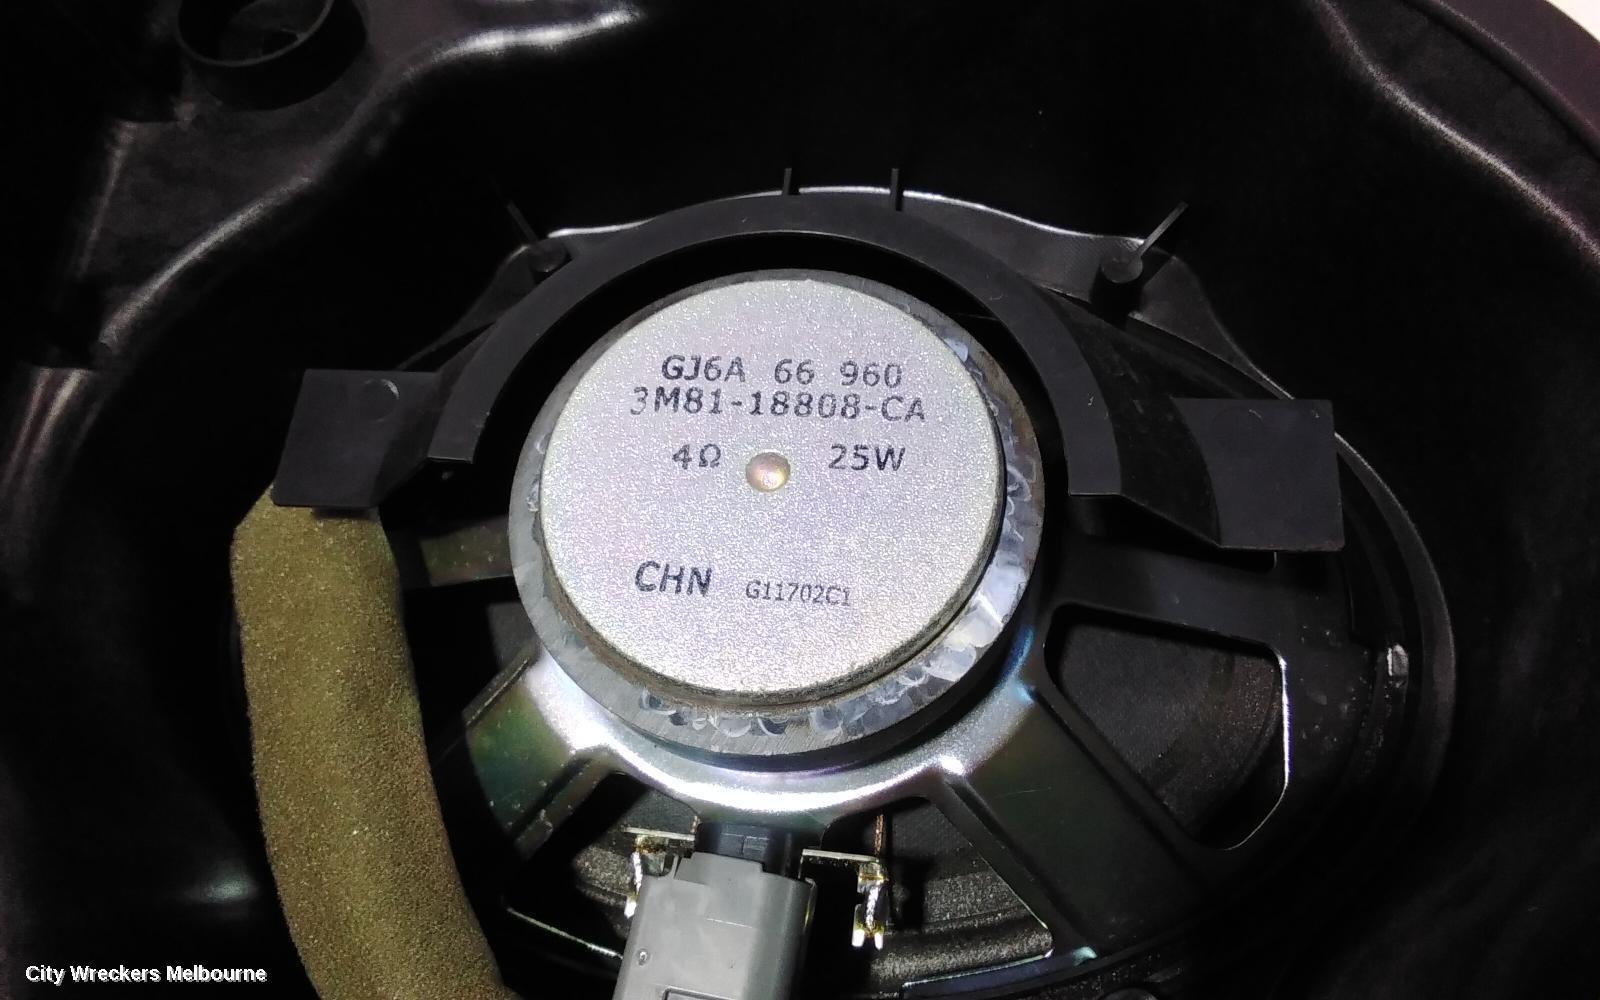 GJ6A 66 960
3M81-18808-CA
4Ω 25W
CHN G11702C1
City Wreckers Melbourne